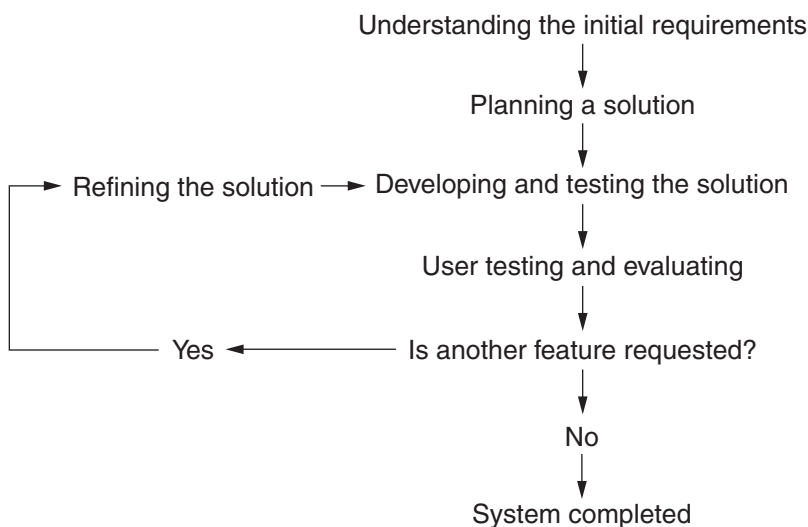 Understanding the initial requirements
Planning a solution
Refining the solution
Developing and testing the solution
User testing and evaluating
Yes
Is another feature requested?
No
System completed